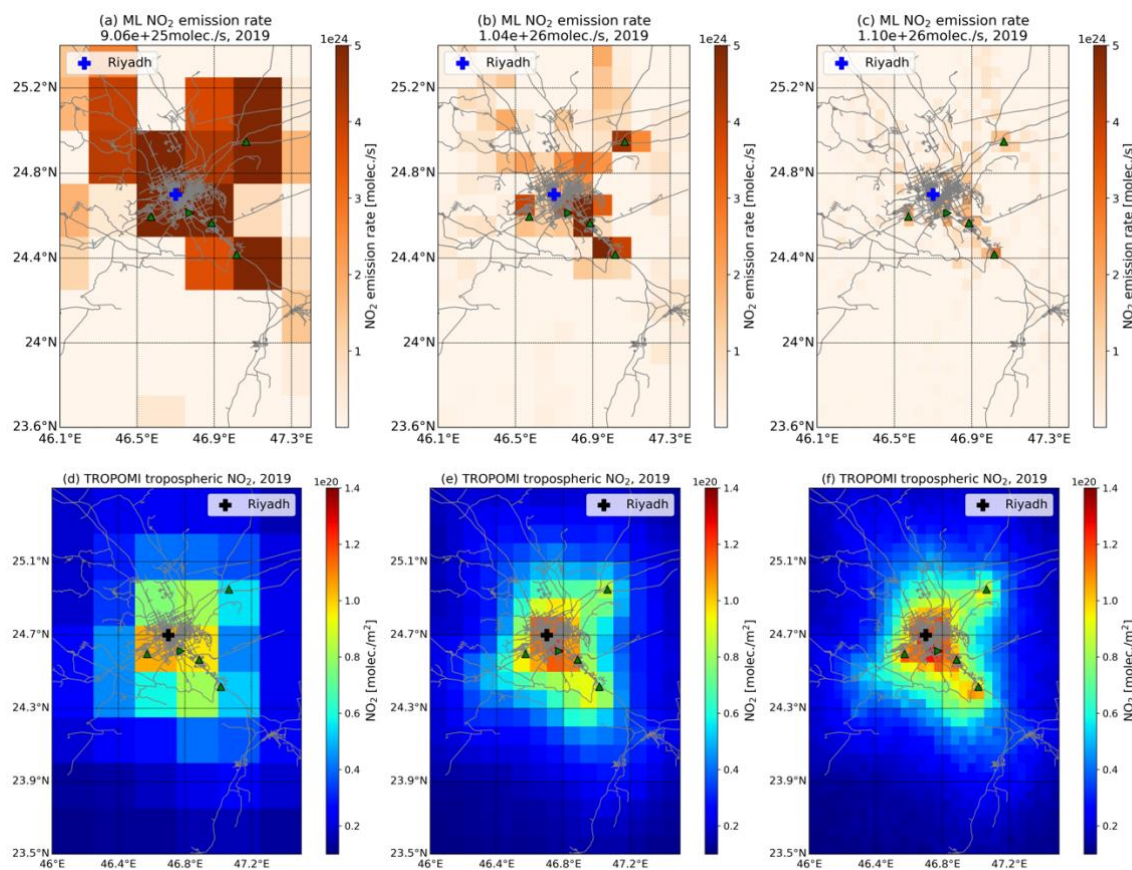 (a) ML NO₂ emission rate
9.06e+25molec./s, 2019
1e24
Riyadh
25.2°N
24.8°N
24.4°N
24°N
23.6°N
46.1°E
46.5°E
46.9°E
47.3°E
5
4
3
2
1
NO₂ emission rate [molec./s]
(b) ML NO₂ emission rate
1.04e+26molec./s, 2019
1e24
Riyadh
25.2°N
24.8°N
24.4°N
24°N
23.6°N
46.1°E
46.5°E
46.9°E
47.3°E
5
4
3
2
1
NO₂ emission rate [molec./s]
(c) ML NO₂ emission rate
1.10e+26molec./s, 2019
1e24
Riyadh
25.2°N
24.8°N
24.4°N
24°N
23.6°N
46.1°E
46.5°E
46.9°E
47.3°E
5
4
3
2
1
NO₂ emission rate [molec./s]
(d) TROPOMI tropospheric NO₂, 2019
1e20
Riyadh
25.1°N
24.7°N
24.3°N
23.9°N
23.5°N
46°E
46.4°E
46.8°E
47.2°E
1.4
1.2
1.0
0.8
0.6
0.4
0.2
NO₂ [molec./m²]
(e) TROPOMI tropospheric NO₂, 2019
1e20
Riyadh
25.1°N
24.7°N
24.3°N
23.9°N
23.5°N
46°E
46.4°E
46.8°E
47.2°E
1.4
1.2
1.0
0.8
0.6
0.4
0.2
NO₂ [molec./m²]
(f) TROPOMI tropospheric NO₂, 2019
1e20
Riyadh
25.1°N
24.7°N
24.3°N
23.9°N
23.5°N
46°E
46.4°E
46.8°E
47.2°E
1.4
1.2
1.0
0.8
0.6
0.4
0.2
NO₂ [molec./m²]